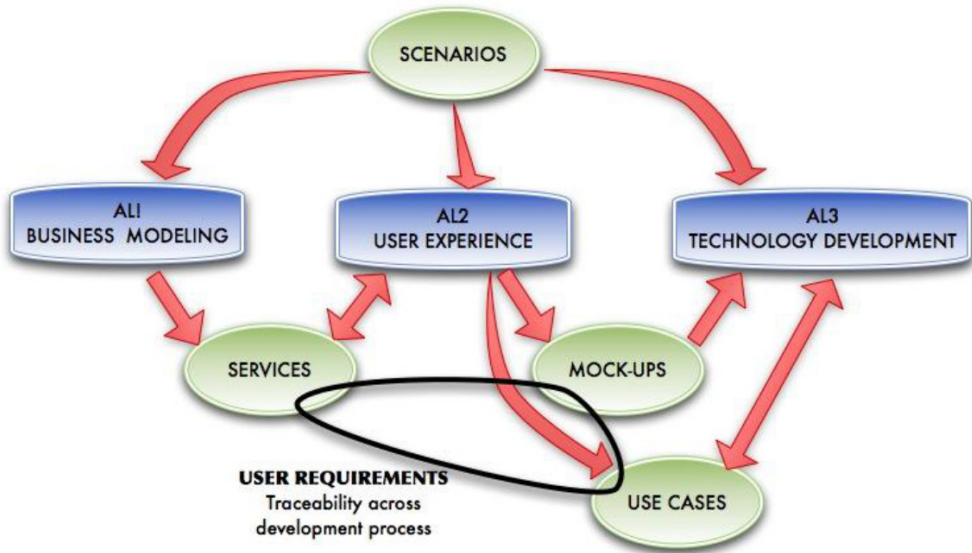 SCENARIOS
AL!
BUSINESS MODELING
AL2
USER EXPERIENCE
AL3
TECHNOLOGY DEVELOPMENT
SERVICES
MOCK-UPS
USER REQUIREMENTS
Traceability across
development process
USE CASES